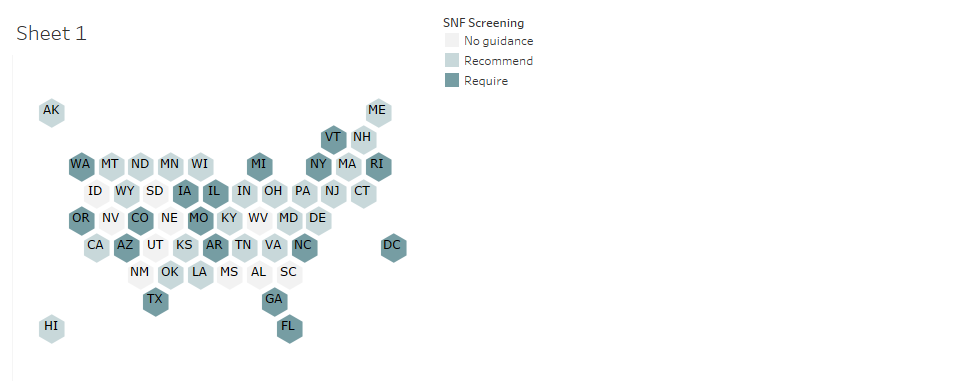 Sheet 1
SNF Screening
No guidance
Recommend
Require
AK
ME
VT NH
WA MT ND MN WI MI NY MA RI
ID WY SD IA IL IN OH PA NJ CT
OR NV CO NE MO KY WV MD DE
CA AZ UT KS AR TN VA NC DC
NM OK LA MS AL SC
TX GA
HI FL